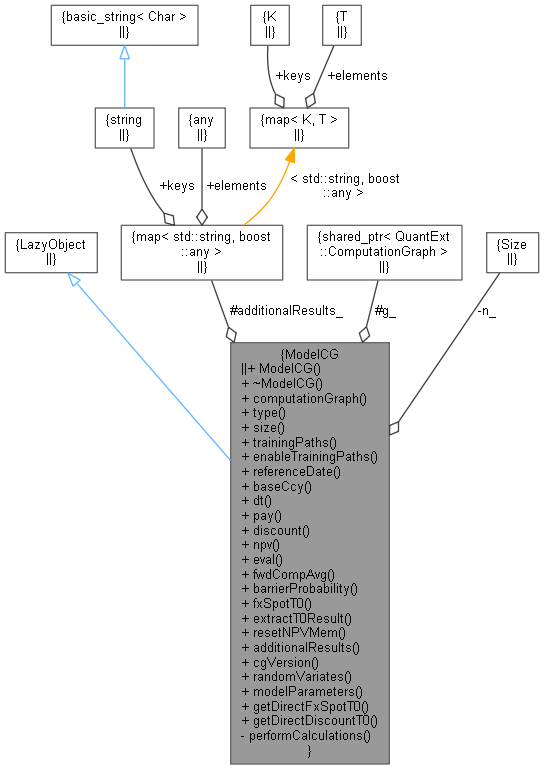 {basic_string< Char >
||}
{K
||}
{T
||}
+keys
+elements
{string
||}
{any
||}
{map< K, T >
||}
+keys
+elements
< std::string, boost
::any >
{LazyObject
||}
{map< std::string, boost
::any >
||}
{shared_ptr< QuantExt
::ComputationGraph >
||}
{Size
||}
#additionalResults_
#g_
-n_
{ModelCG
||+ ModelCG()
+ ~ModelCG()
+ computationGraph()
+ type()
+ size()
+ trainingPaths()
+ enableTrainingPaths()
+ referenceDate()
+ baseCcy()
+ dt()
+ pay()
+ discount()
+ npv()
+ eval()
+ fwdCompAvg()
+ barrierProbability()
+ fxSpotT0()
+ extractT0Result()
+ resetNPVMem()
+ additionalResults()
+ cgVersion()
+ randomVariates()
+ modelParameters()
+ getDirectFxSpotT0()
+ getDirectDiscountT0()
- performCalculations()
}